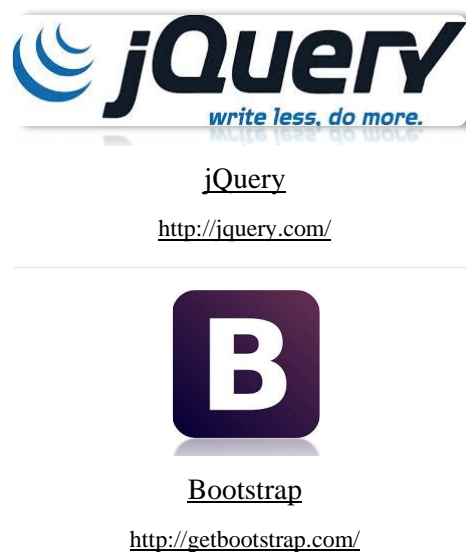 jQuery
write less, do more.
jQuery
http://jquery.com/
B
Bootstrap
http://getbootstrap.com/